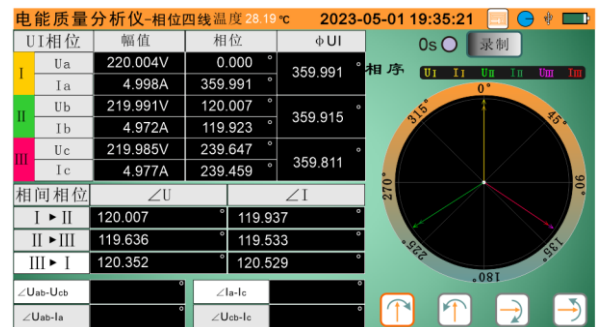 电能质量分析仪-相位四线温度 28.19 ℃ 2023-05-01 19:35:21
UI相位 幅值 相位 ΦUI
I Ua 220.004V 0.000 ° 359.991 °
Ia 4.998A 359.991 °
II Ub 219.991V 120.007 ° 359.915 °
Ib 4.972A 119.923 °
III Uc 219.985V 239.647 ° 359.811 °
Ic 4.977A 239.459 °
相间相位 ∠U ∠I
I ►II 120.007 ° 119.937 °
II ►III 119.636 ° 119.533 °
III► I 120.352 ° 120.529 °
∠Uab-Ucb ° ∠Ia-Ic °
∠Uab-Ia ° ∠Ucb-Ic °
0s 录制
相序 UI II UII III UIII IIII
0°
315° 45°
270° 90°
225° 135°
180°